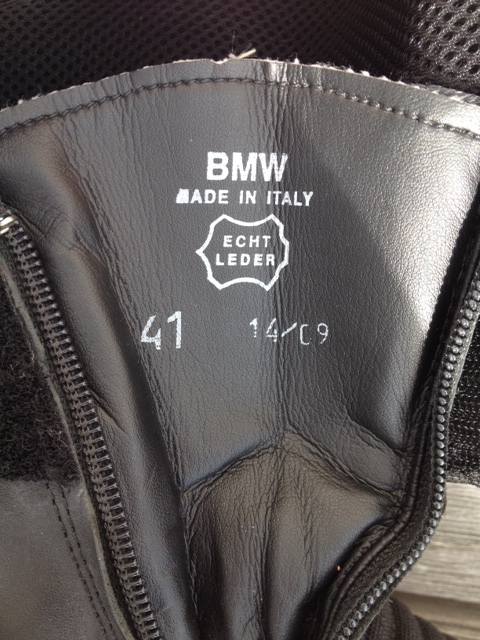 BMW
MADE IN ITALY
ECHT
LEDER
41 14/09